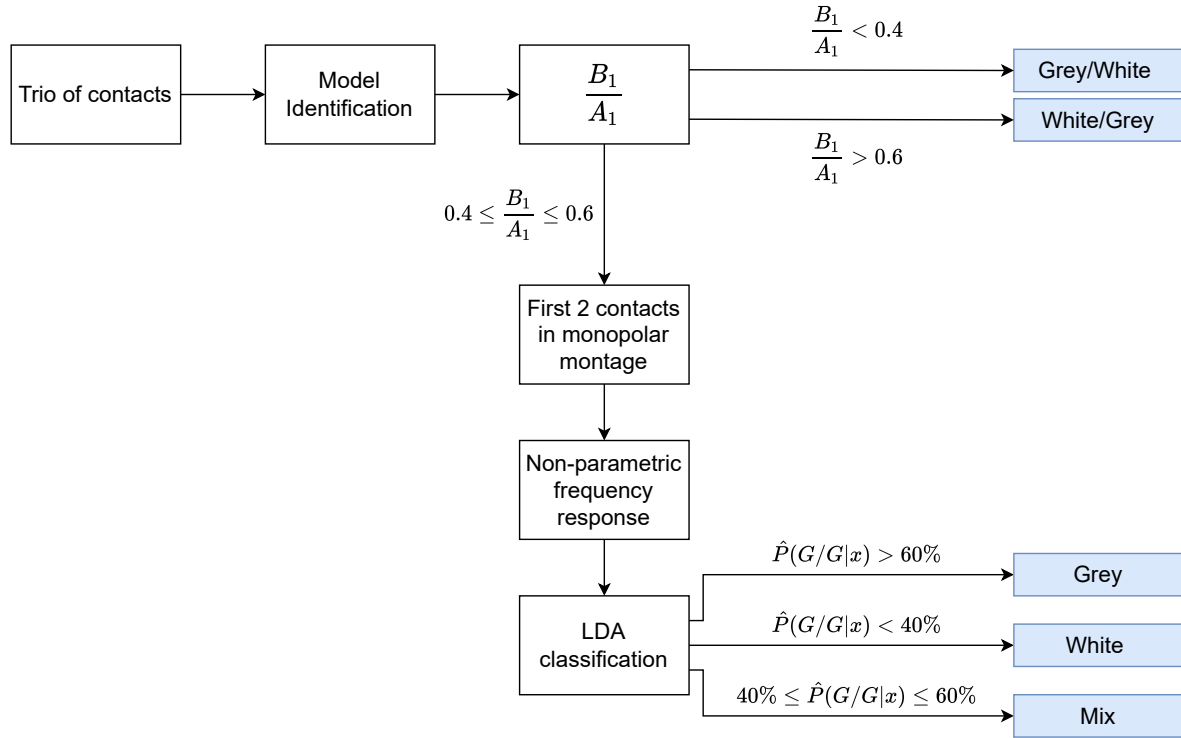 Trio of contacts
Model
Identification
B₁/A₁
B₁/A₁ < 0.4
Grey/White
White/Grey
B₁/A₁ > 0.6
0.4 ≤ B₁/A₁ ≤ 0.6
First 2 contacts
in monopolar
montage
Non-parametric
frequency
response
LDA
classification
P̂(G/G|x) > 60%
Grey
P̂(G/G|x) < 40%
White
40% ≤ P̂(G/G|x) ≤ 60%
Mix